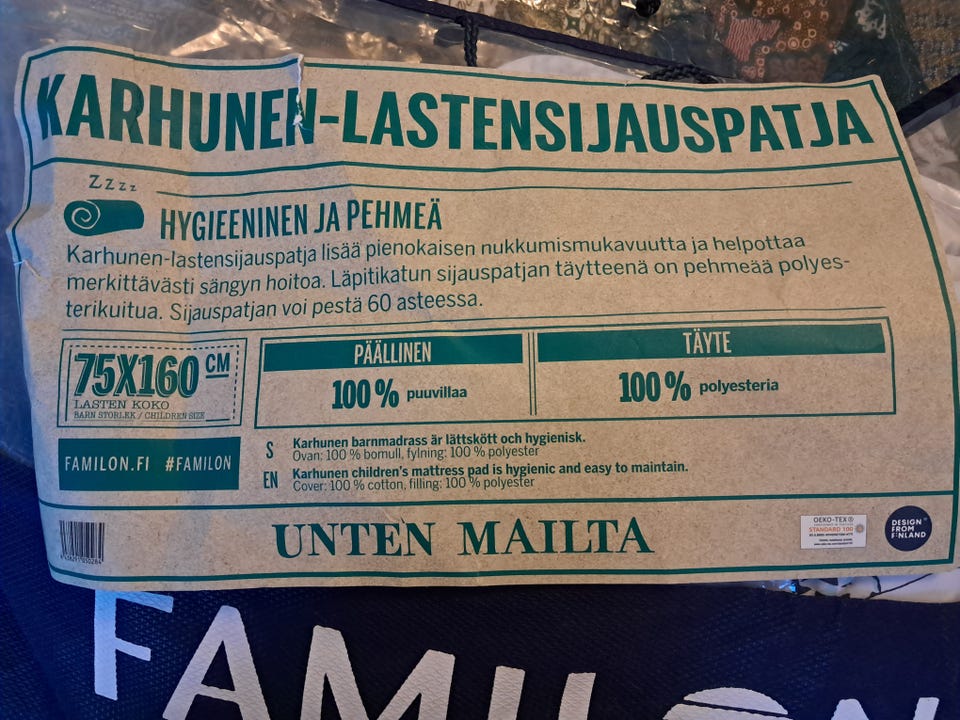 KARHUNEN-LASTENSIJAUSPATJA
Zzzz
HYGIEENINEN JA PEHMEÄ
Karhunen-lastensijauspatja lisää pienokaisen nukkumismukavuutta ja helpottaa
merkittävästi sängyn hoitoa. Läpitikatun sijauspatjan täytteenä on pehmeää polyes-
terikuitua. Sijauspatjan voi pestä 60 asteessa.
75X160 CM
LASTEN KOKO
BARN STORLEK / CHILDREN SIZE
PÄÄLLINEN
100 % puuvillaa
TÄYTE
100 % polyesteria
FAMILON.FI #FAMILON
S Karhunen barnmadrass är lättskött och hygienisk.
Ovan: 100 % bomull, fylning: 100 % polyester
EN Karhunen children's mattress pad is hygienic and easy to maintain.
Cover: 100 % cotton, filling: 100 % polyester
UNTEN MAILTA
OEKO-TEX®
STANDARD 100
DESIGN
FROM
FINLAND
FAMILON